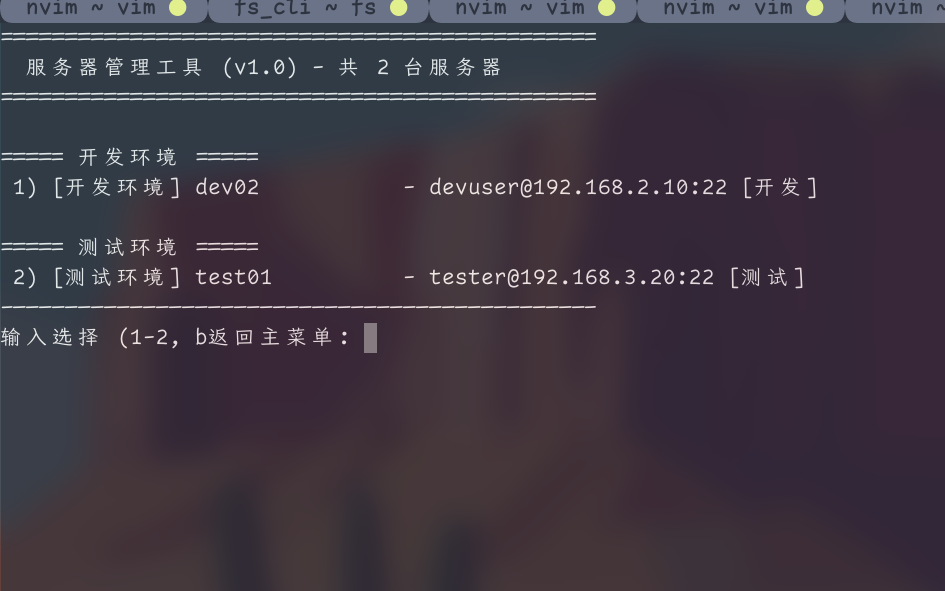 nvim ~ vim fs_cli ~ fs nvim ~ vim nvim ~ vim nvim ~
==============================================
服务器管理工具 (v1.0) - 共 2 台服务器
==============================================
===== 开发环境 =====
1) [开发环境] dev02 - devuser@192.168.2.10:22 [开发]
===== 测试环境 =====
2) [测试环境] test01 - tester@192.168.3.20:22 [测试]
----------------------------------------------
输入选择 (1-2, b返回主菜单: